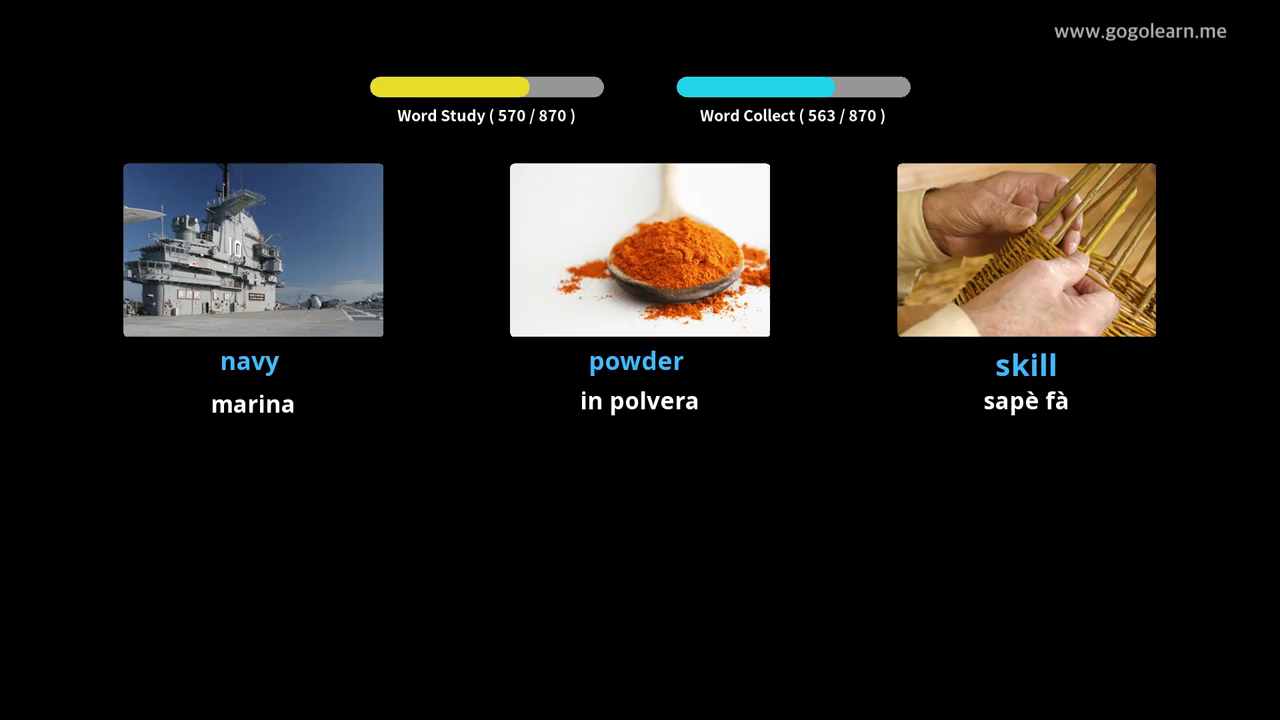 www.gogolearn.me
Word Study ( 570 / 870 )
Word Collect ( 563 / 870 )
10
navy
powder
skill
marina
in polvera
sapè fà